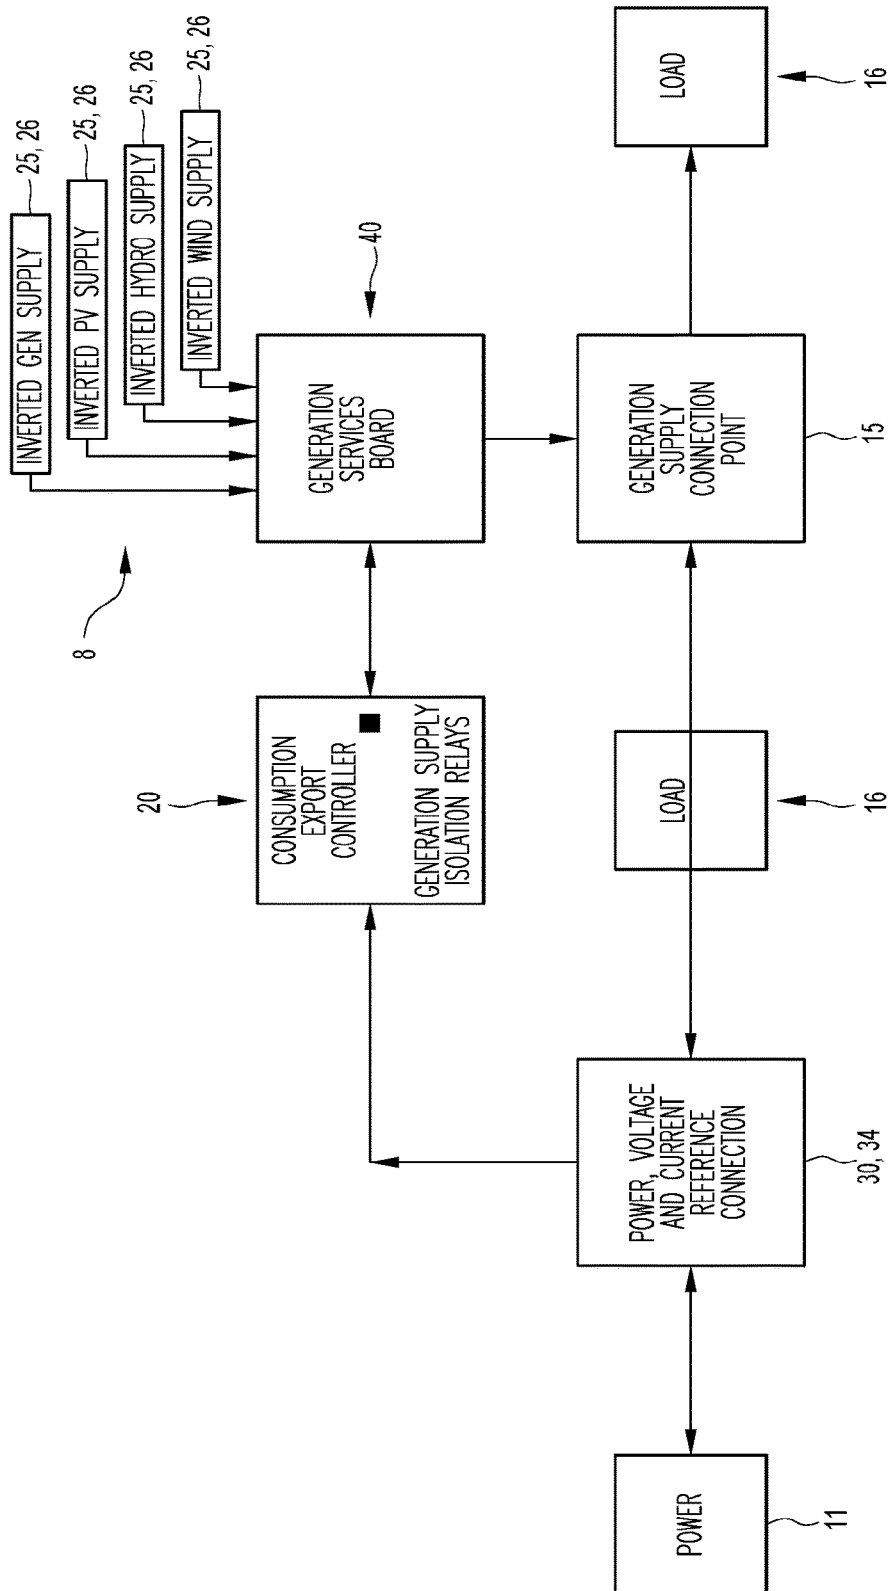 INVERTED GEN SUPPLY
25, 26
INVERTED PV SUPPLY
25, 26
INVERTED HYDRO SUPPLY
25, 26
INVERTED WIND SUPPLY
25, 26
8
20
CONSUMPTION
EXPORT
CONTROLLER
GENERATION SUPPLY
ISOLATION RELAYS
40
GENERATION
SERVICES
BOARD
POWER
11
POWER, VOLTAGE
AND CURRENT
REFERENCE
CONNECTION
30, 34
LOAD
16
GENERATION
SUPPLY
CONNECTION
POINT
15
LOAD
16